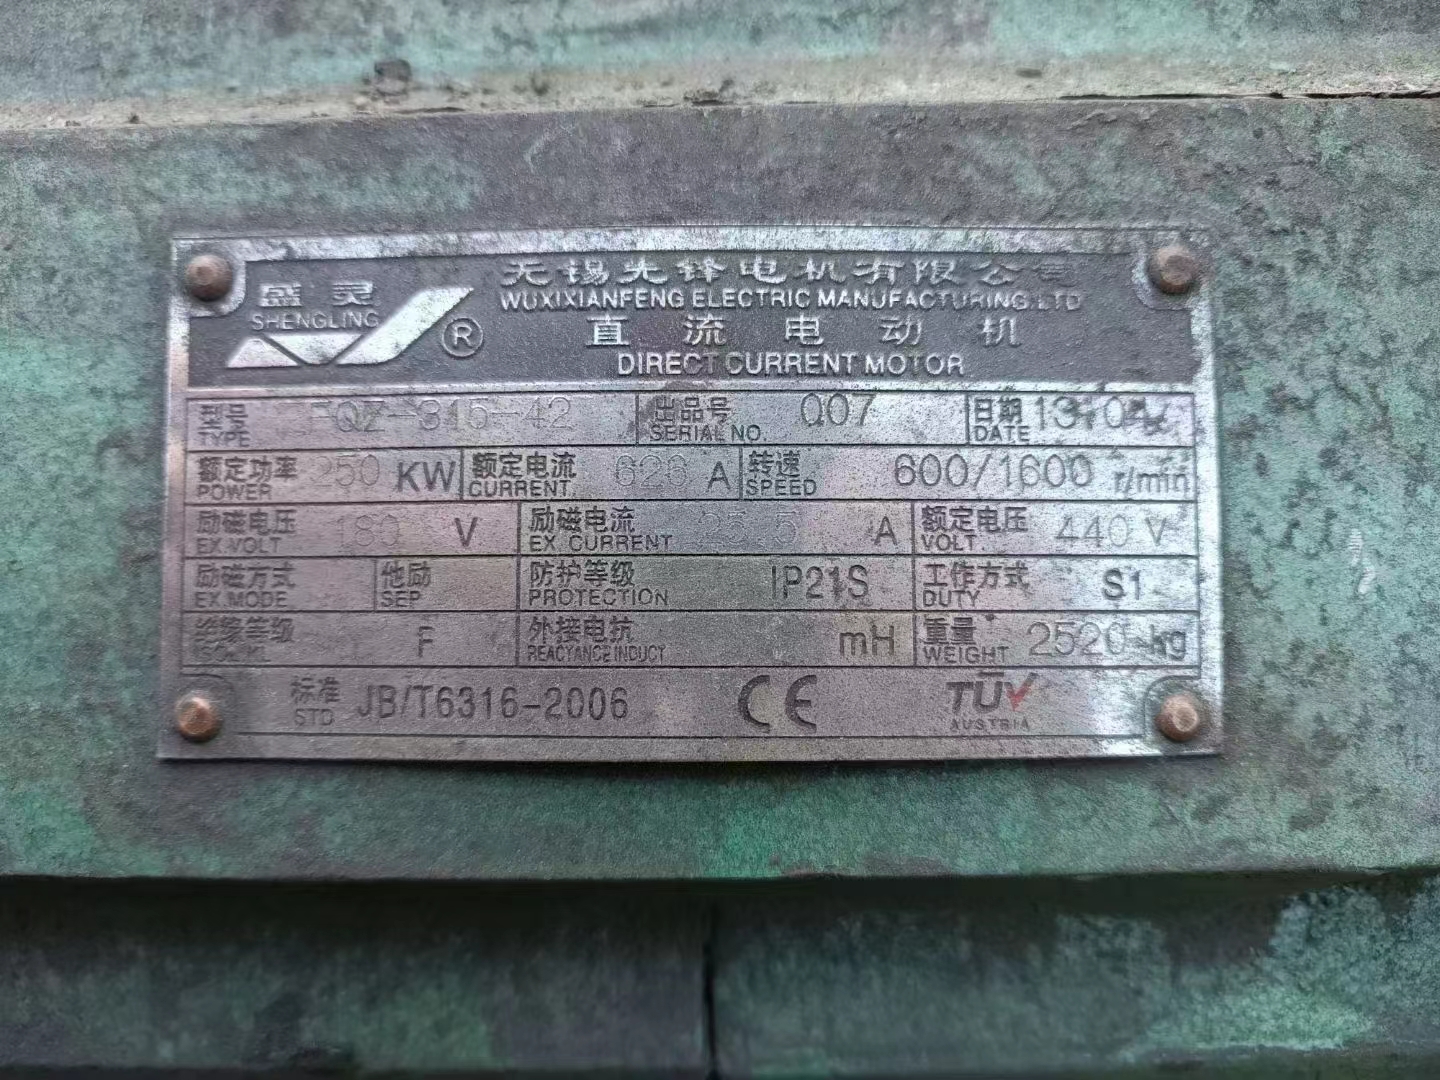 盛灵
SHENGLING
®
无锡先锋电机有限公司
WUXIXIANFENG ELECTRIC MANUFACTURING.LTD
直流电动机
DIRECT CURRENT MOTOR
型号 TYPE 出品号 SERIAL NO. 007 日期 DATE
额定功率 POWER 250 KW 额定电流 CURRENT A 转速 SPEED 600/1600 r/min
励磁电压 EX.VOLT 180 V 励磁电流 EX.CURRENT 25.5 A 额定电压 VOLT. 440 V
励磁方式 EX.MODE 他励 SEP 防护等级 PROTECTION IP21S 工作方式 DUTY S1
绝缘等级 F 外接电抗 REACTANCE INDUCT mH 重量 WEIGHT 2520 kg
标准 STD JB/T6316-2006 CE TÜV AUSTRIA